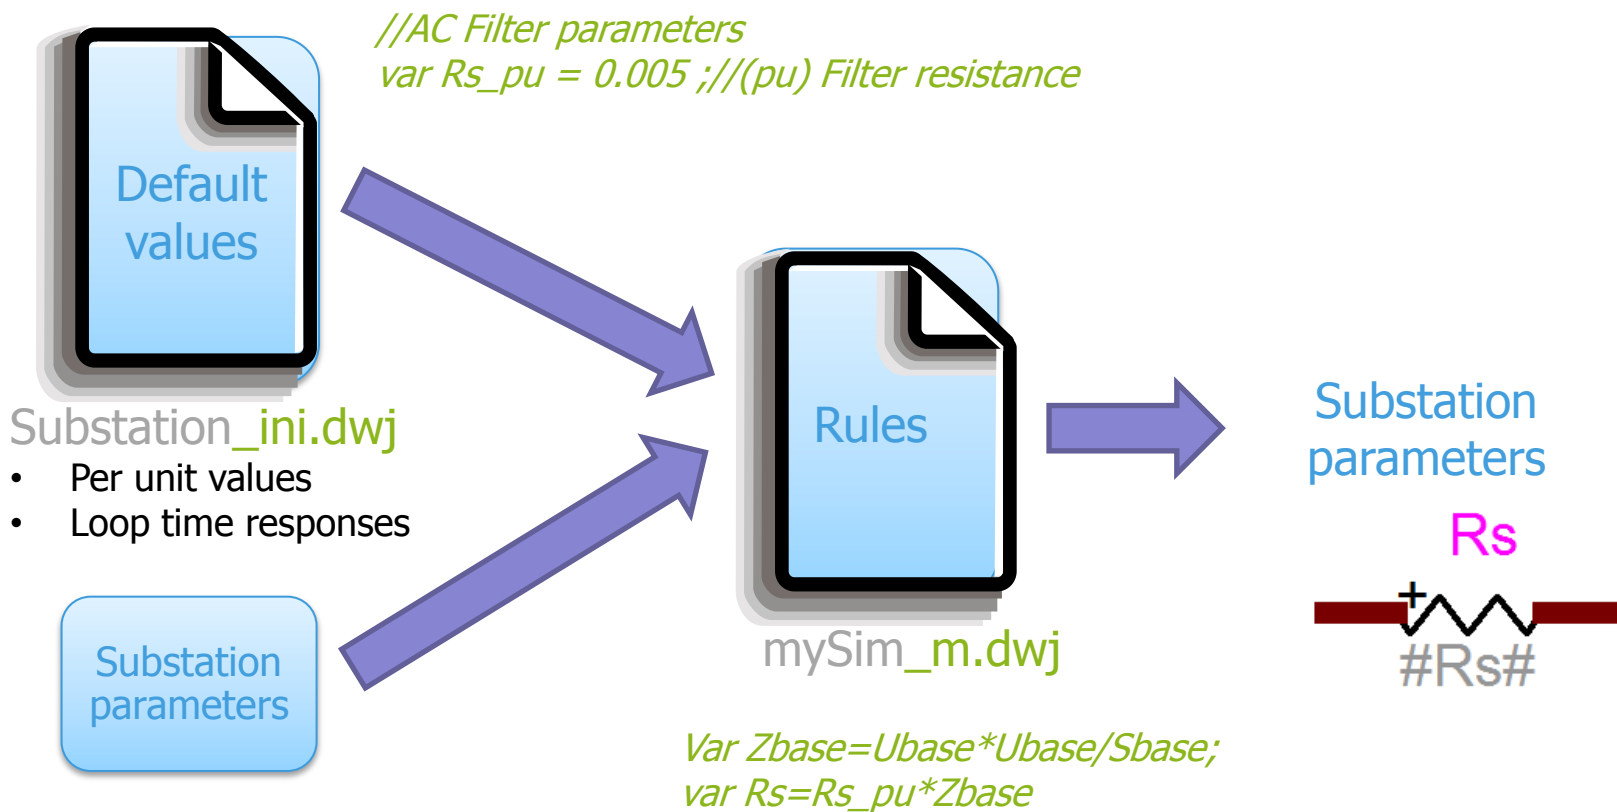 //AC Filter parameters
var Rs_pu = 0.005 ;//(pu) Filter resistance
Default
values
Substation_ini.dwj
• Per unit values
• Loop time responses
Substation
parameters
Rules
mySim_m.dwj
Var Zbase=Ubase*Ubase/Sbase;
var Rs=Rs_pu*Zbase
Substation
parameters
Rs
+
#Rs#